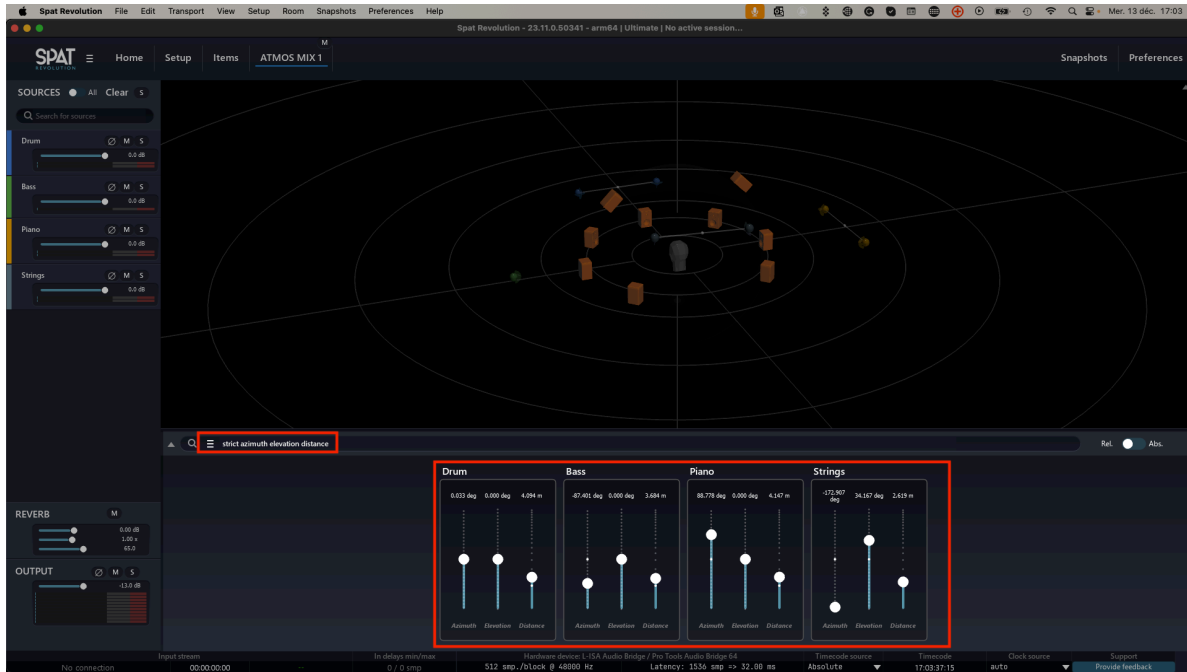 Spat Revolution File Edit Transport View Setup Room Snapshots Preferences Help Mer. 13 déc. 17:03
Spat Revolution - 23.11.0.50341 - arm64 | Ultimate | No active session...
M
SPAT REVOLUTION Home Setup Items ATMOS MIX 1 Snapshots Preferences
SOURCES All Clear S
Search for sources
Drum Ø M S
0.0 dB
Bass Ø M S
0.0 dB
Piano Ø M S
0.0 dB
Strings Ø M S
0.0 dB
strict azimuth elevation distance Rel. Abs.
Drum Bass Piano Strings
0.033 deg 0.000 deg 4.094 m -87.401 deg 0.000 deg 3.684 m 88.778 deg 0.000 deg 4.147 m -172.907 deg 34.167 deg 2.619 m
Azimuth Elevation Distance Azimuth Elevation Distance Azimuth Elevation Distance Azimuth Elevation Distance
REVERB M
0.00 dB
1.00 x
65.0
OUTPUT Ø M S
-13.0 dB
Input stream In delays min/max Hardware device: L-ISA Audio Bridge / Pro Tools Audio Bridge 64 Timecode source Timecode Clock source Support
No connection 00:00:00:00 -- 0 / 0 smp 512 smp./block @ 48000 Hz Latency: 1536 smp => 32.00 ms Absolute 17:03:37:15 auto Provide feedback